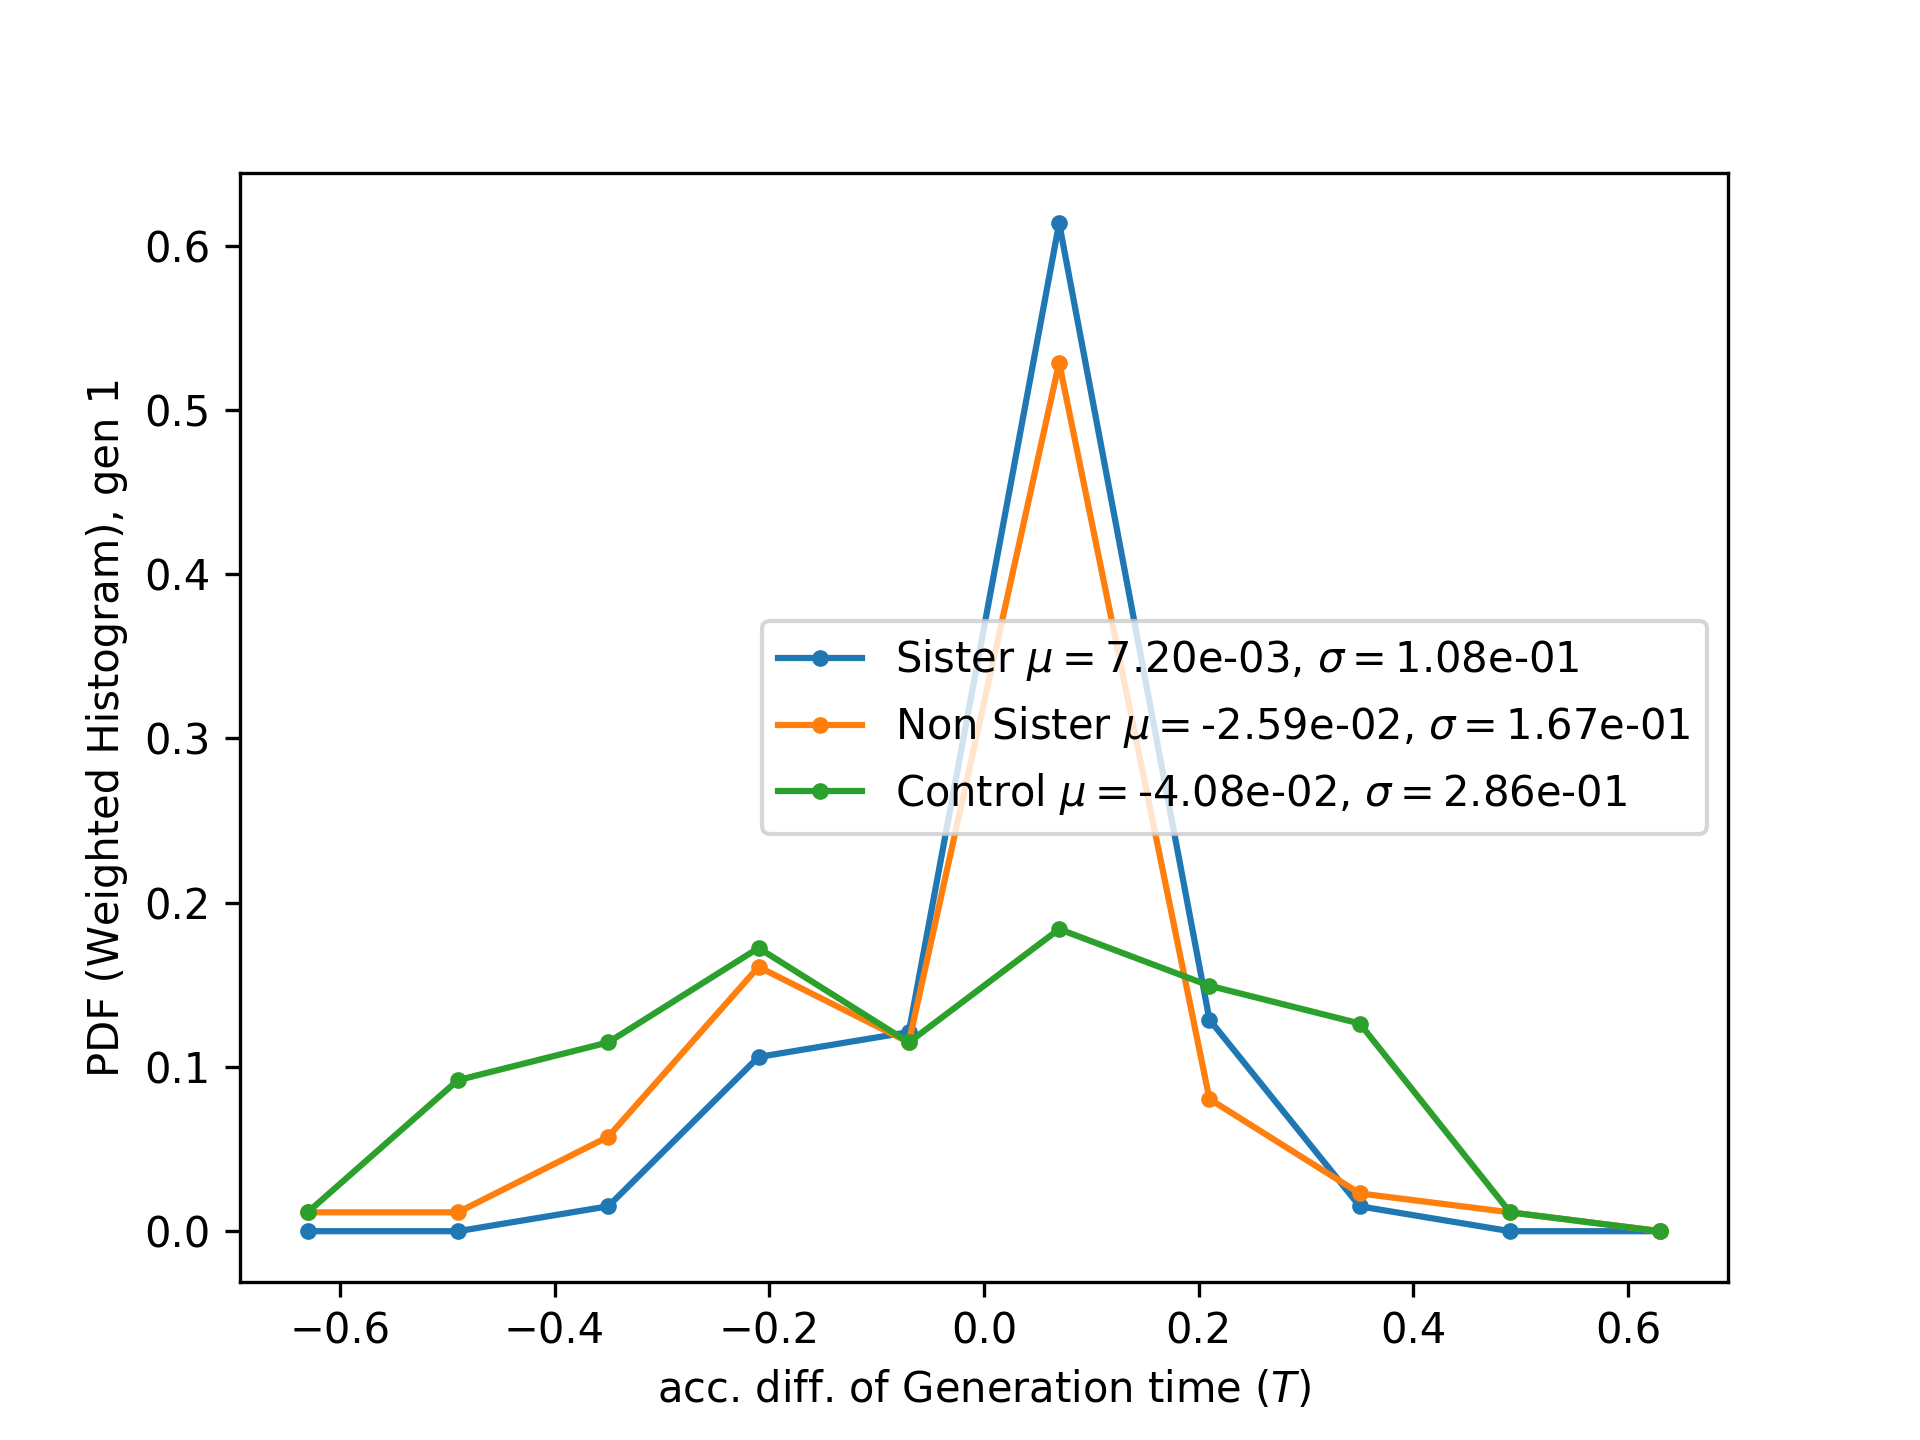 PDF (Weighted Histogram), gen 1
0.6
0.5
0.4
0.3
0.2
0.1
0.0
Sister μ = 7.20e-03, σ = 1.08e-01
Non Sister μ = -2.59e-02, σ = 1.67e-01
Control μ = -4.08e-02, σ = 2.86e-01
−0.6 −0.4 −0.2 0.0 0.2 0.4 0.6
acc. diff. of Generation time (T)